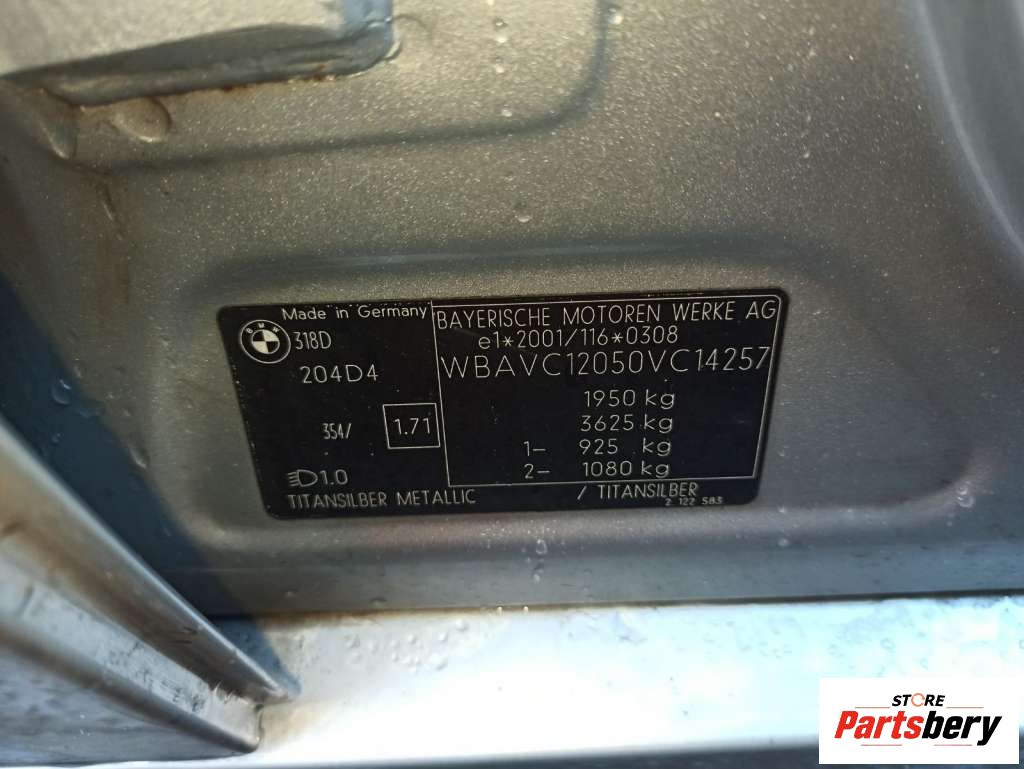 Made in Germany
BMW
318D
204D4
354/
1.71
1.0
TITANSILBER METALLIC / TITANSILBER
2 122 583
BAYERISCHE MOTOREN WERKE AG
e1*2001/116*0308
WBAVC12050VC14257
1950 kg
3625 kg
1- 925 kg
2- 1080 kg
STORE
Partsbery